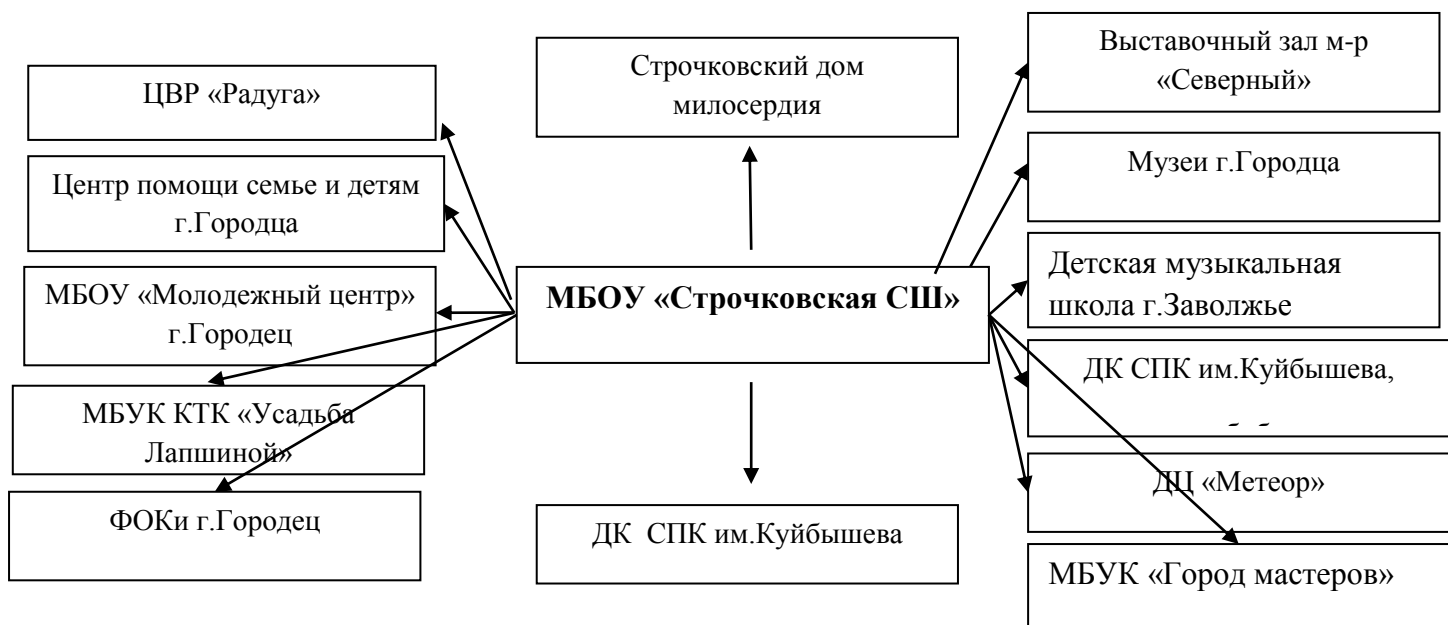 ЦВР «Радуга»
Центр помощи семье и детям
г.Городца
МБОУ «Молодежный центр»
г.Городец
МБУК КТК «Усадьба
Лапшиной»
ФОКи г.Городец
Строчковский дом
милосердия
МБОУ «Строчковская СШ»
ДК СПК им.Куйбышева
Выставочный зал м-р
«Северный»
Музеи г.Городца
Детская музыкальная
школа г.Заволжье
ДК СПК им.Куйбышева,
ДЦ «Метеор»
МБУК «Город мастеров»